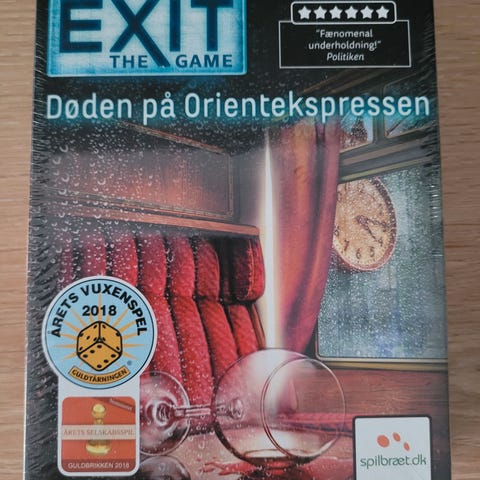 EXIT
THE GAME
"Fænomenal
underholdning!"
Politiken
Døden på Orientekspressen
ÅRETS VUXENSPEL
2018
GULDTÄRNINGEN
ÅRETS SELSKABSSPIL
GULDBRIKKEN 2018
spilbræt.dk